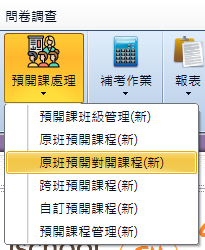 問卷調查
預開課處理
補考作業
報表
預開課班級管理(新)
原班預開課程(新)
原班預開對開課程(新)
跨班預開課程(新)
自訂預開課程(新)
預開課程管理(新)
ischool